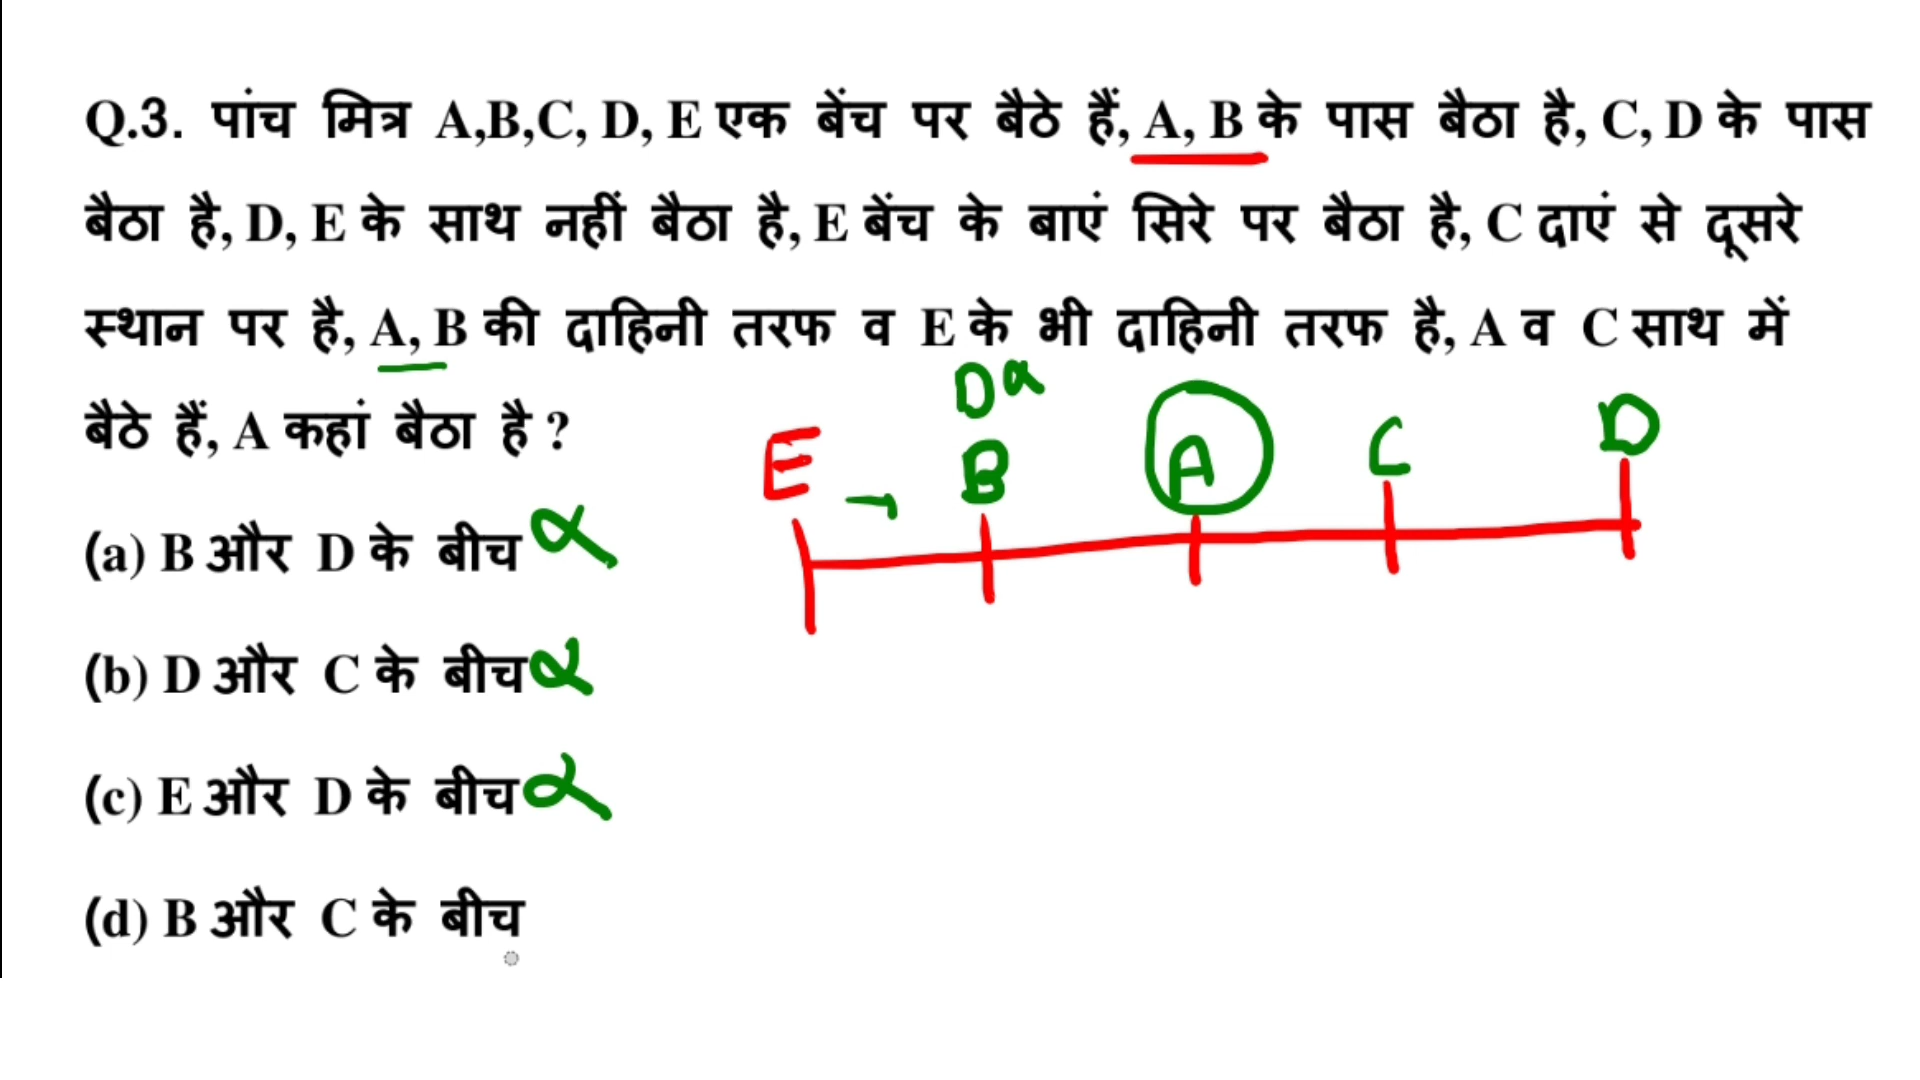 Q.3. पांच मित्र A,B,C, D, E एक बेंच पर बैठे हैं, A, B के पास बैठा है, C, D के पास
बैठा है, D, E के साथ नहीं बैठा है, E बेंच के बाएं सिरे पर बैठा है, C दाएं से दूसरे
स्थान पर है, A, B की दाहिनी तरफ व E के भी दाहिनी तरफ है, A व C साथ में
बैठे हैं, A कहां बैठा है ?
D
E B A C D
(a) B और D के बीच
(b) D और C के बीच
(c) E और D के बीच
(d) B और C के बीच